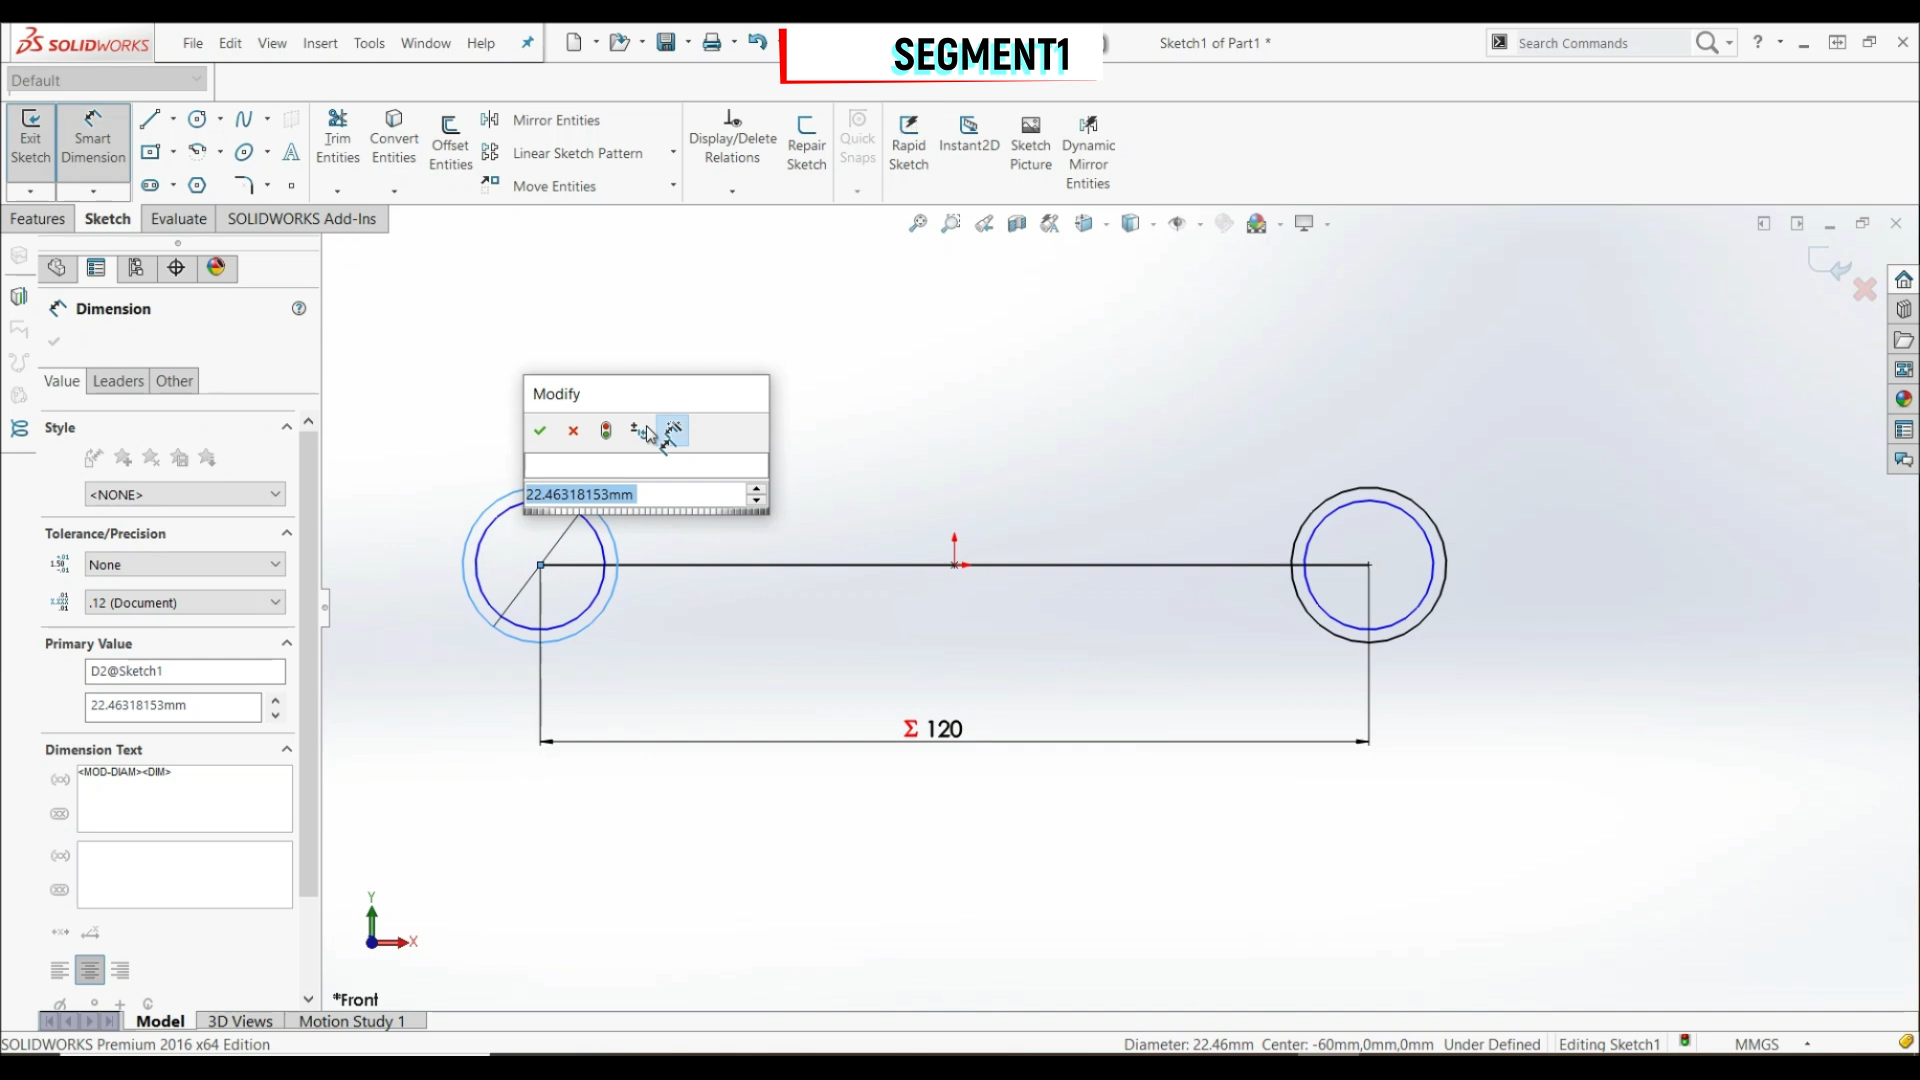 SOLIDWORKS
File Edit View Insert Tools Window Help
SEGMENT1
Sketch1 of Part1 *
Search Commands
?
Default
Exit Sketch
Smart Dimension
Trim Entities
Convert Entities
Offset Entities
Mirror Entities
Linear Sketch Pattern
Move Entities
Display/Delete Relations
Repair Sketch
Quick Snaps
Rapid Sketch
Instant2D
Sketch Picture
Dynamic Mirror Entities
Features Sketch Evaluate SOLIDWORKS Add-Ins
Dimension
?
Value Leaders Other
Style
<NONE>
Tolerance/Precision
None
.12 (Document)
Primary Value
D2@Sketch1
22.46318153mm
Dimension Text
<MOD-DIAM><DIM>
Modify
22.46318153mm
Σ 120
Y
X
*Front
Model 3D Views Motion Study 1
SOLIDWORKS Premium 2016 x64 Edition
Diameter: 22.46mm Center: -60mm,0mm,0mm Under Defined Editing Sketch1 MMGS